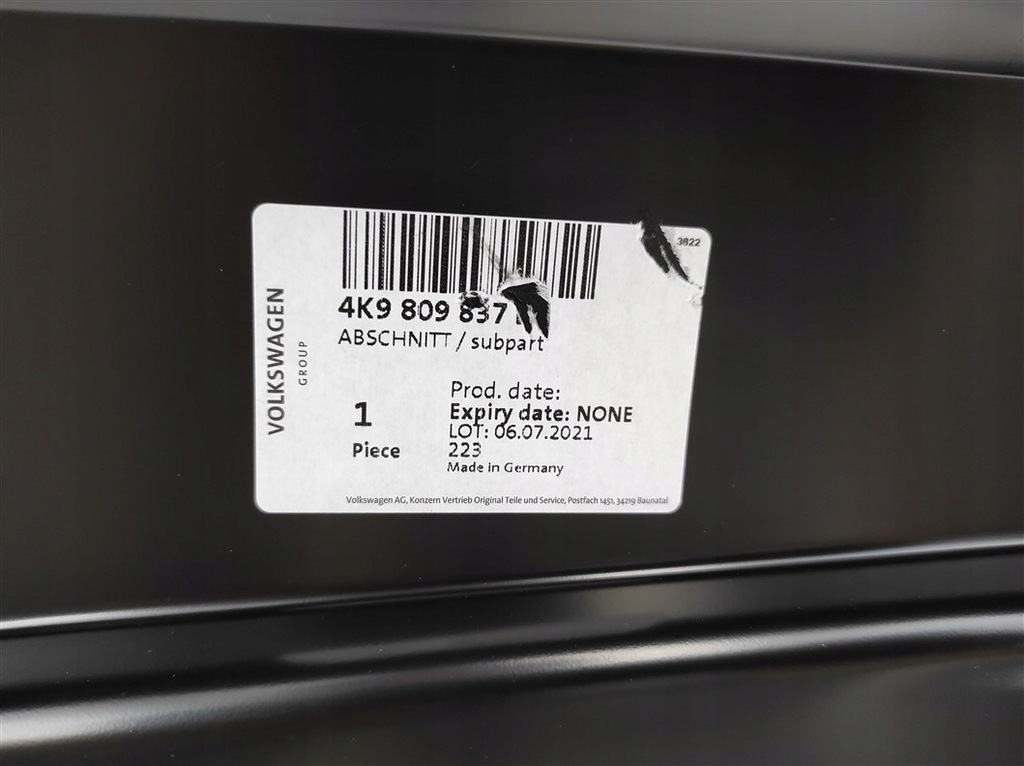 3822
4K9 809 837
ABSCHNITT / subpart
VOLKSWAGEN
GROUP
1
Piece
Prod. date:
Expiry date: NONE
LOT: 06.07.2021
223
Made in Germany
Volkswagen AG, Konzern Vertrieb Original Teile und Service, Postfach 1451, 34219 Baunatal